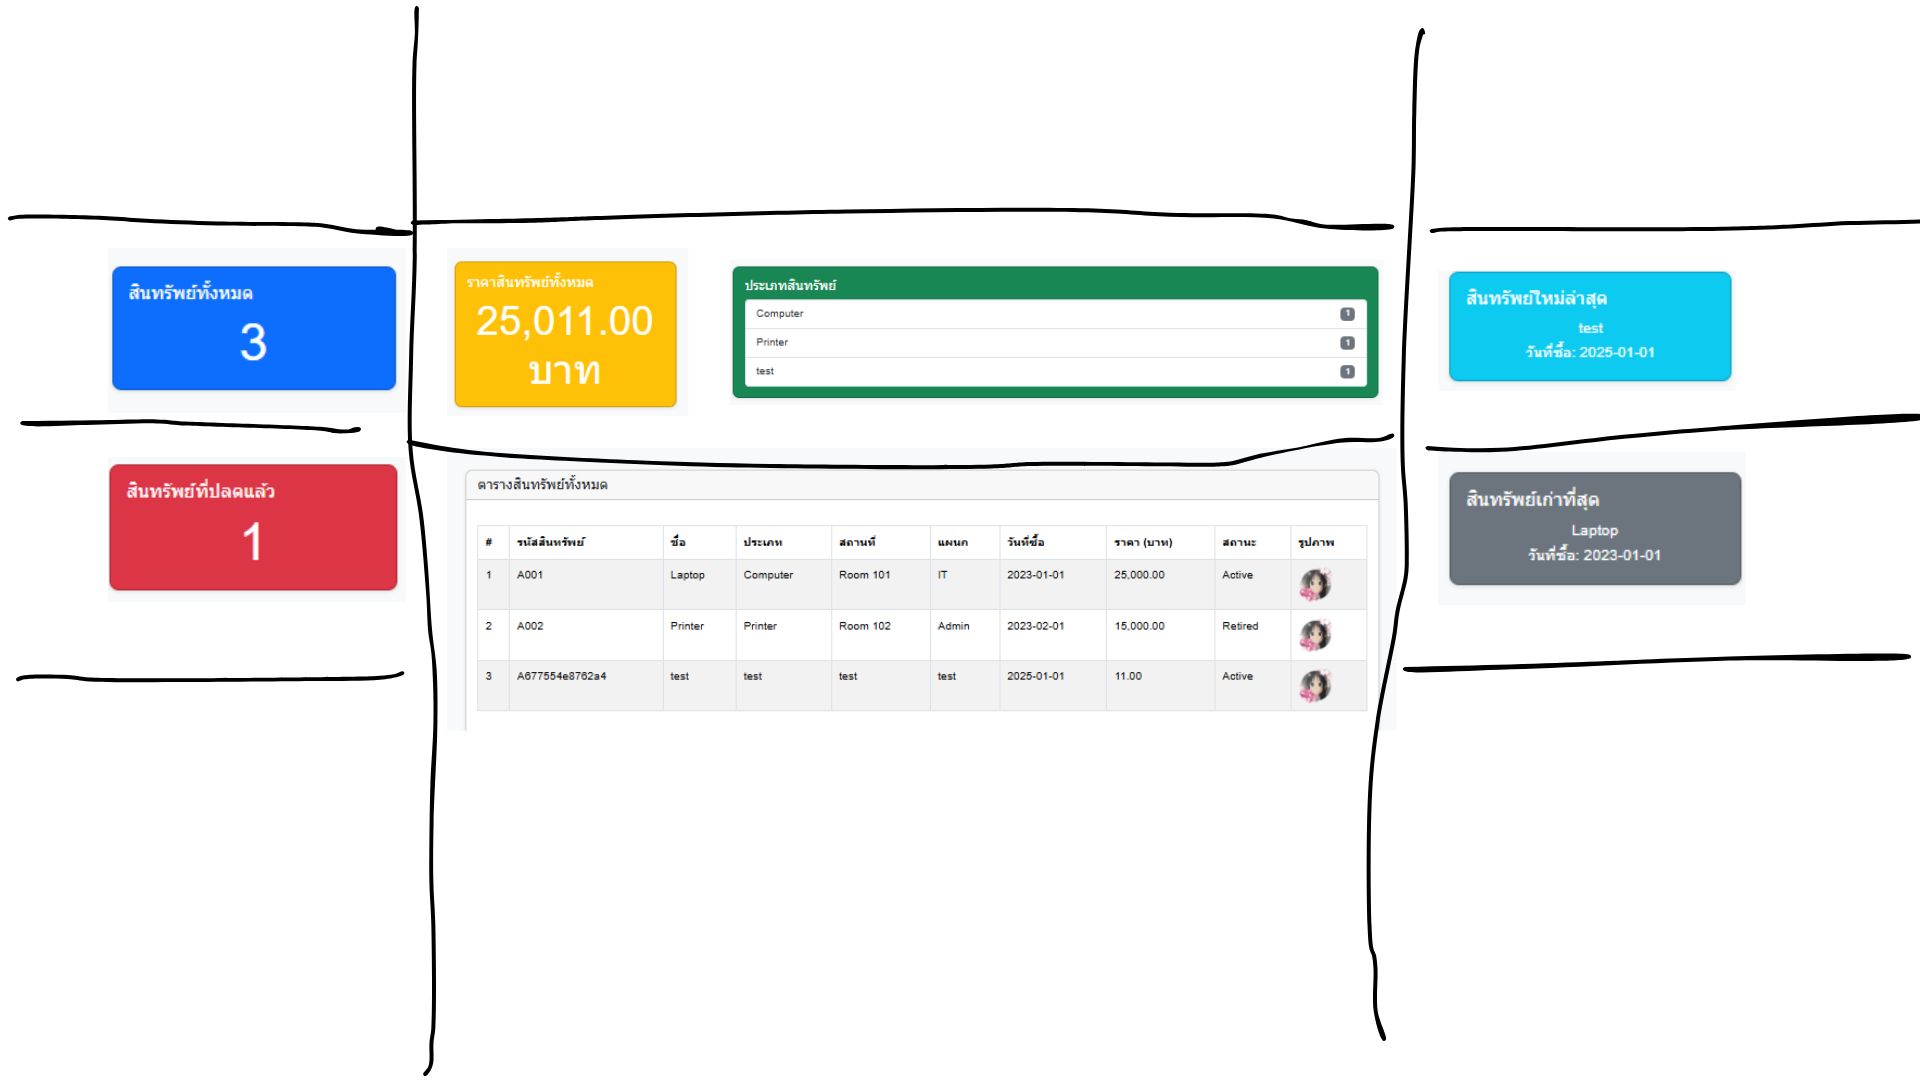 สินทรัพย์ทั้งหมด
3
สินทรัพย์ที่ปลดแล้ว
1
ราคาสินทรัพย์ทั้งหมด
25,011.00
บาท
ประเภทสินทรัพย์
Computer 1
Printer 1
test 1
ตารางสินทรัพย์ทั้งหมด
# รหัสสินทรัพย์ ชื่อ ประเภท สถานที่ แผนก วันที่ซื้อ ราคา (บาท) สถานะ รูปภาพ
1 A001 Laptop Computer Room 101 IT 2023-01-01 25,000.00 Active
2 A002 Printer Printer Room 102 Admin 2023-02-01 15,000.00 Retired
3 A677554e8762a4 test test test test 2025-01-01 11.00 Active
สินทรัพย์ใหม่ล่าสุด
test
วันที่ซื้อ: 2025-01-01
สินทรัพย์เก่าที่สุด
Laptop
วันที่ซื้อ: 2023-01-01